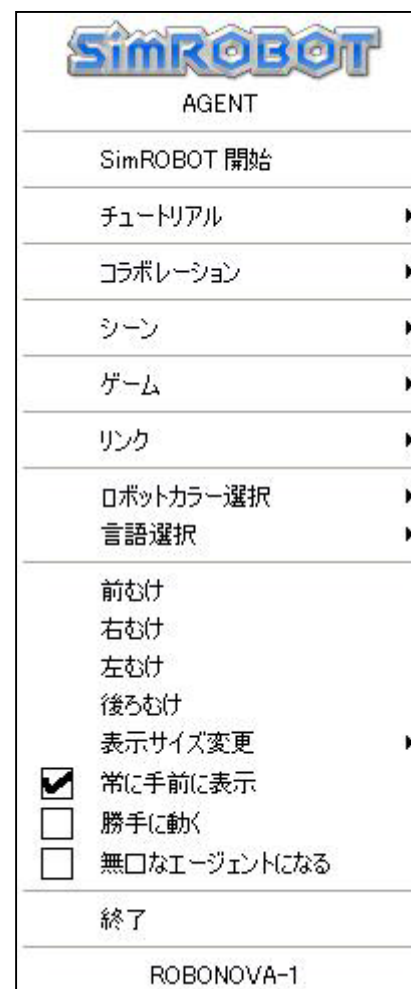 SimROBOT
AGENT
SimROBOT 開始
チュートリアル
コラボレーション
シーン
ゲーム
リンク
ロボットカラー選択
言語選択
前むけ
右むけ
左むけ
後ろむけ
表示サイズ変更
常に手前に表示
勝手に動く
無口なエージェントになる
終了
ROBONOVA-1